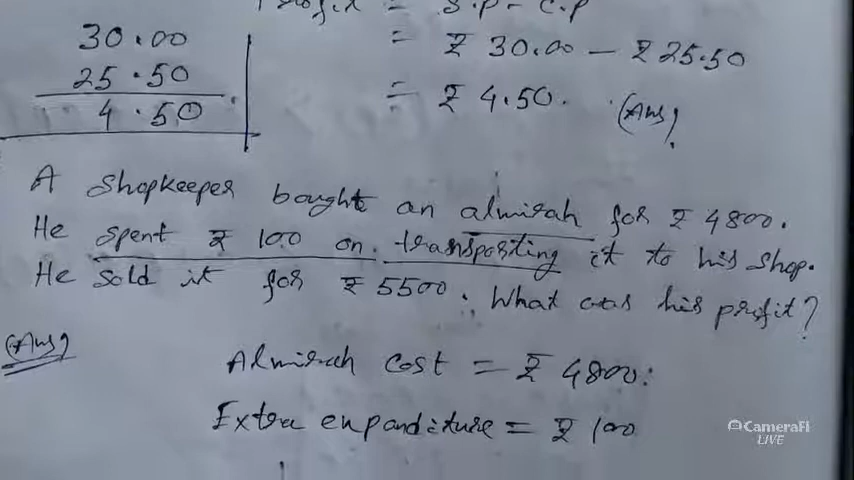 Profit = S.P - C.P
30.00
25.50
4.50
= ₹ 30.00 - ₹ 25.50
= ₹ 4.50. (Ans)
A Shopkeeper bought an almirah for ₹ 4800.
He spent ₹ 100 on transporting it to his shop.
He sold it for ₹ 5500. What was his profit?
(Ans)
Almirah cost = ₹ 4800.
Extra enpanditure = ₹ 100
CameraFi
LIVE